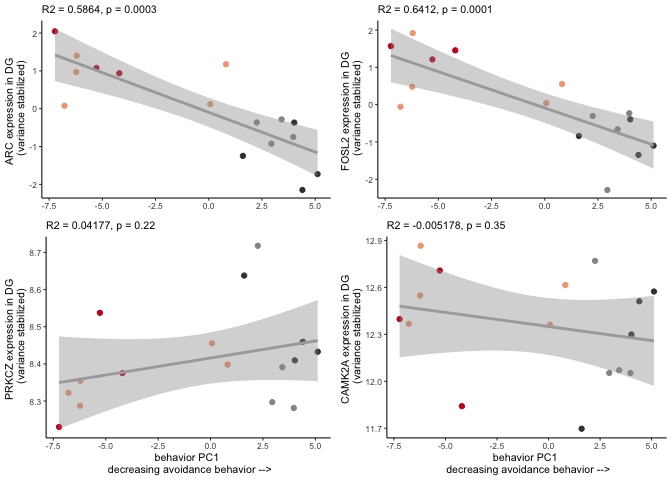 R2 = 0.5864, p = 0.0003
ARC expression in DG
(variance stabilized)
2
1
0
-1
-2
-7.5
-5.0
-2.5
0.0
2.5
5.0
R2 = 0.6412, p = 0.0001
FOSL2 expression in DG
(variance stabilized)
2
1
0
-1
-2
-7.5
-5.0
-2.5
0.0
2.5
5.0
R2 = 0.04177, p = 0.22
PRKCZ expression in DG
(variance stabilized)
8.7
8.6
8.5
8.4
8.3
-7.5
-5.0
-2.5
0.0
2.5
5.0
behavior PC1
decreasing avoidance behavior -->
R2 = -0.005178, p = 0.35
CAMK2A expression in DG
(variance stabilized)
12.9
12.6
12.3
12.0
11.7
-7.5
-5.0
-2.5
0.0
2.5
5.0
behavior PC1
decreasing avoidance behavior -->